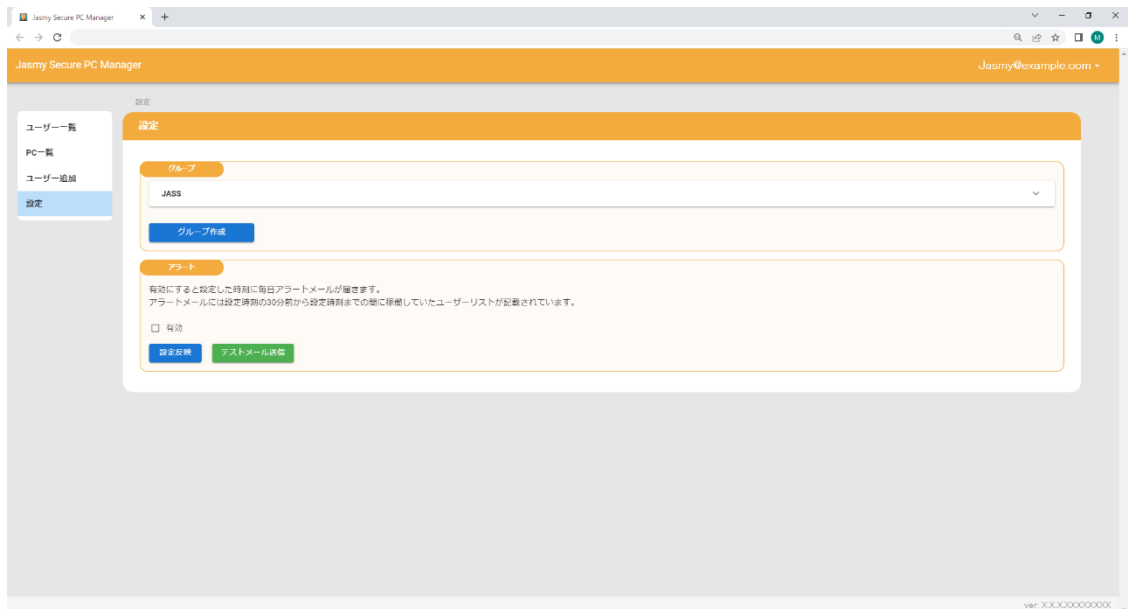 Jasmy Secure PC Manager
Jasmy Secure PC Manager
Jasmy@example.com
設定
ユーザー一覧
PC一覧
ユーザー追加
設定
設定
グループ
JASS
グループ作成
アラート
有効にすると設定した時刻に毎日アラートメールが届きます。
アラートメールには設定時刻の30分前から設定時刻までの間に稼働していたユーザーリストが記載されています。
有効
設定反映
テストメール送信
M
ver. X.X.XXXXXXXXXX